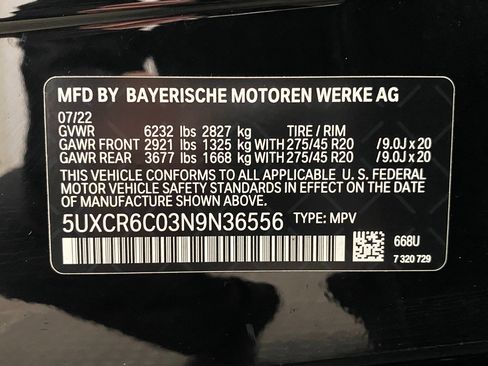 MFD BY BAYERISCHE MOTOREN WERKE AG
07/22
GVWR 6232 lbs 2827 kg TIRE / RIM
GAWR FRONT 2921 lbs 1325 kg WITH 275/45 R20 / 9.0J x 20
GAWR REAR 3677 lbs 1668 kg WITH 275/45 R20 / 9.0J x 20
THIS VEHICLE CONFORMS TO ALL APPLICABLE U. S. FEDERAL
MOTOR VEHICLE SAFETY STANDARDS IN EFFECT ON THE
DATE OF MANUFACTURE SHOWN ABOVE.
5UXCR6C03N9N36556 TYPE: MPV
668U
7 320 729